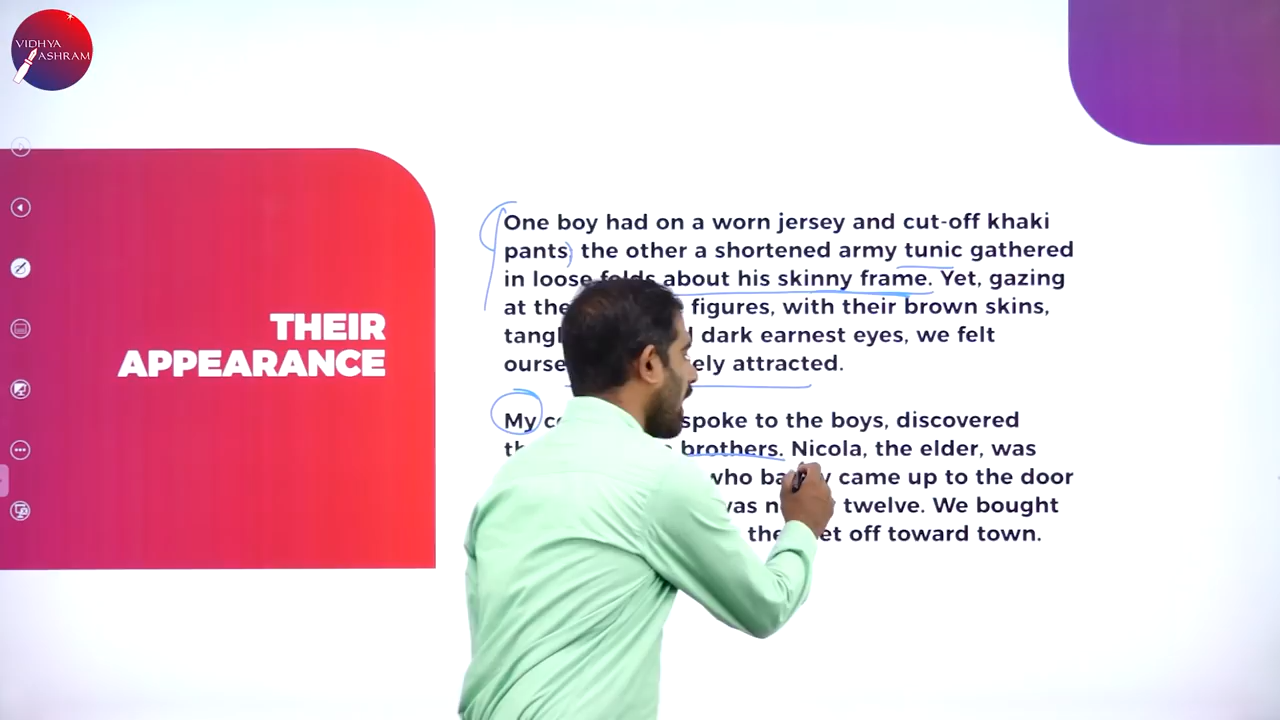 VIDHYA
ASHRAM
THEIR
APPEARANCE
One boy had on a worn jersey and cut-off khaki
pants, the other a shortened army tunic gathered
in loose folds about his skinny frame. Yet, gazing
at the figures, with their brown skins,
dark earnest eyes, we felt
attracted.
My spoke to the boys, discovered
brothers. Nicola, the elder, was
who came up to the door
was twelve. We bought
off toward town.